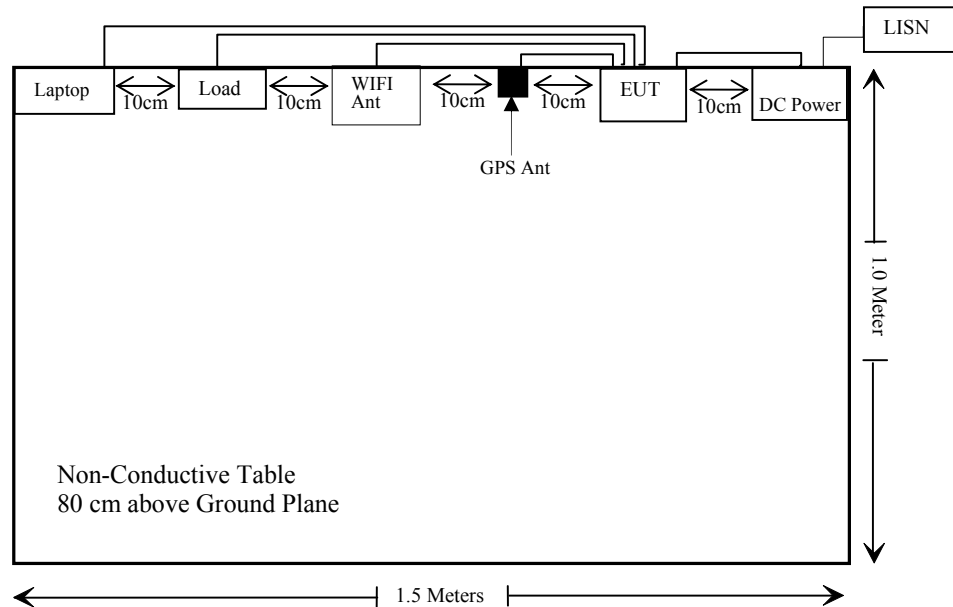 LISN
Laptop
Load
WIFI
Ant
EUT
DC Power
10cm
10cm
10cm
10cm
10cm
GPS Ant
1.0 Meter
Non-Conductive Table
80 cm above Ground Plane
1.5 Meters